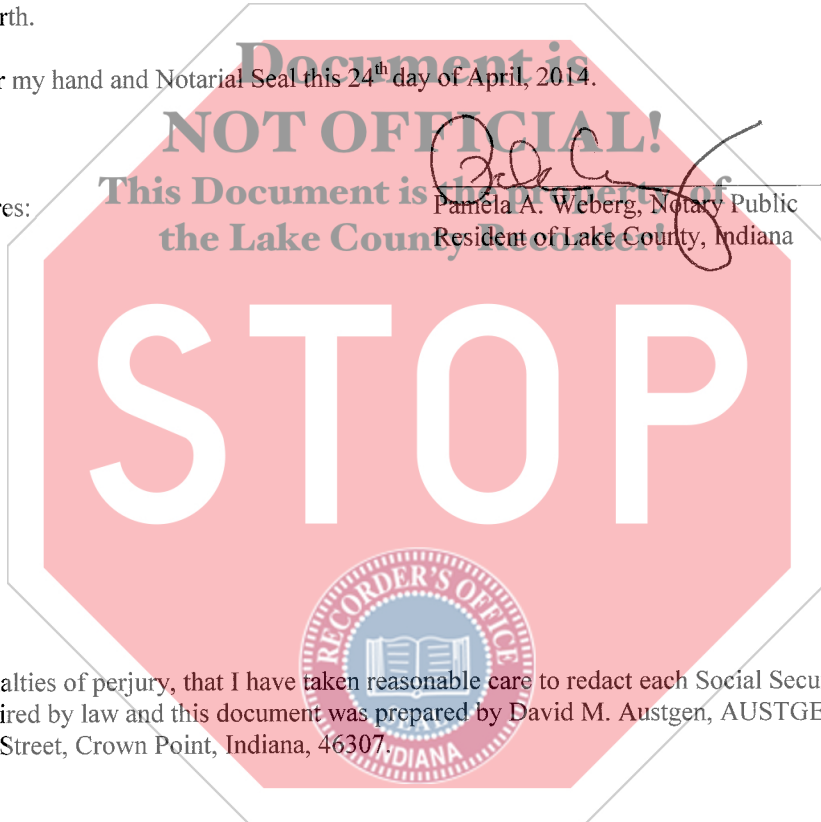 rth.
Document is
r my hand and Notarial Seal this 24th day of April, 2014.
NOT OFFICIAL!
This Document is the property of
res:
Pamela A. Weberg, Notary Public
the Lake County Recorder!
Resident of Lake County, Indiana
STOP
RECORDER'S OFFICE
alties of perjury, that I have taken reasonable care to redact each Social Secu
ired by law and this document was prepared by David M. Austgen, AUSTGE
Street, Crown Point, Indiana, 46307.
INDIANA